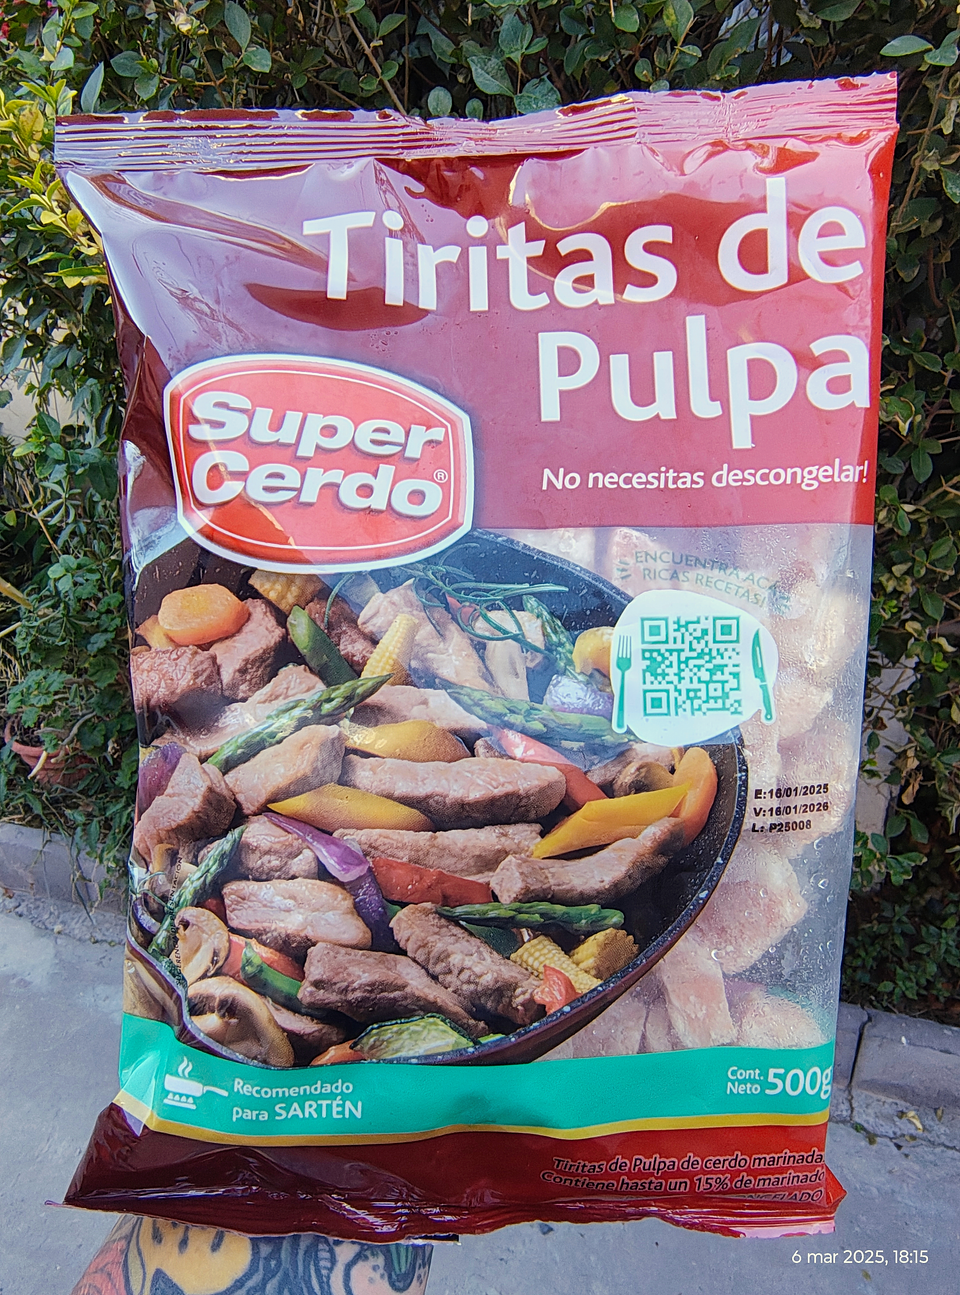 Tiritas de
Pulpa
Super
Cerdo®
No necesitas descongelar!
ENCUENTRA ACÁ
RICAS RECETAS!
E:16/01/2025
V:16/01/2026
L: P25008
Recomendado
para SARTÉN
Cont.
Neto 500g
Tiritas de Pulpa de cerdo marinada.
Contiene hasta un 15% de marinado
6 mar 2025, 18:15